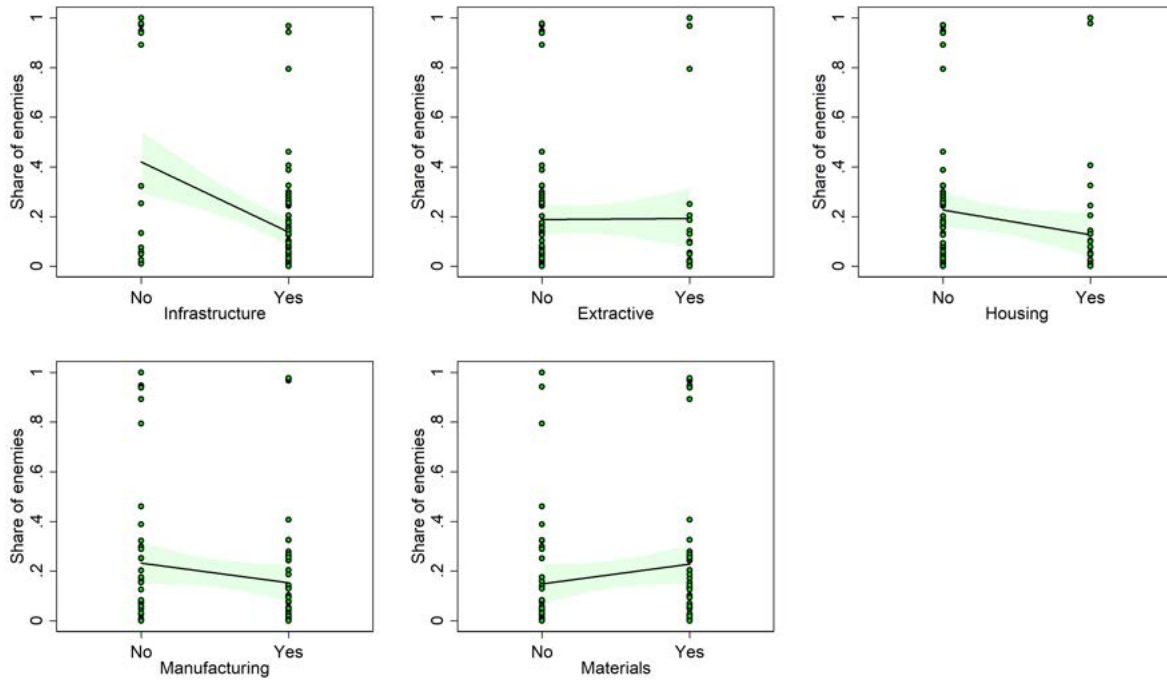 Share of enemies
0 .2 .4 .6 .8 1
No Yes
Infrastructure
Share of enemies
0 .2 .4 .6 .8 1
No Yes
Extractive
Share of enemies
0 .2 .4 .6 .8 1
No Yes
Housing
Share of enemies
0 .2 .4 .6 .8 1
No Yes
Manufacturing
Share of enemies
0 .2 .4 .6 .8 1
No Yes
Materials